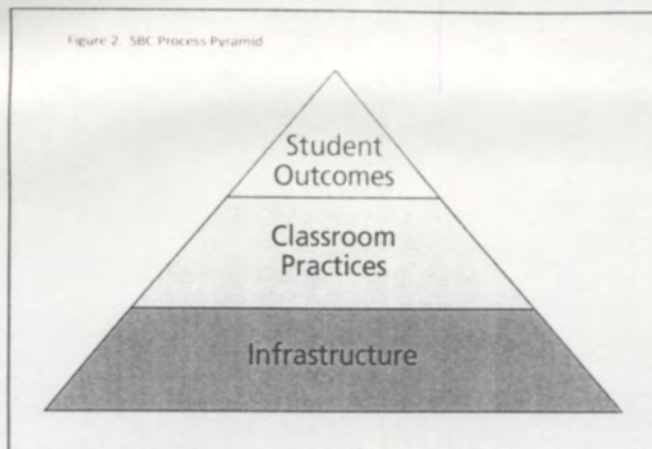 Figure 2. SBC Process Pyramid
Student
Outcomes
Classroom
Practices
Infrastructure